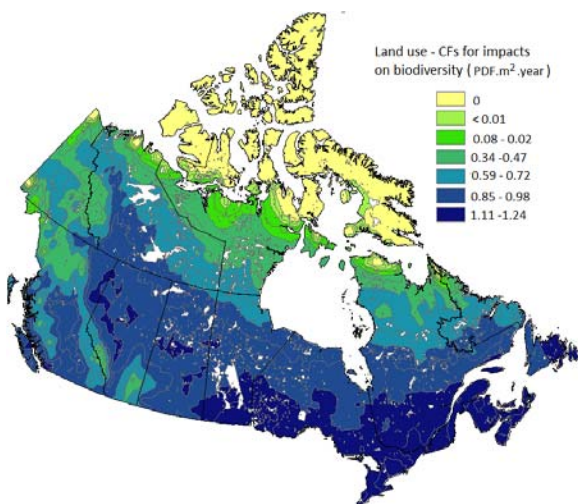 Land use - CFs for impacts
on biodiversity ( PDF.m².year)
0
< 0.01
0.08 - 0.02
0.34 - 0.47
0.59 - 0.72
0.85 - 0.98
1.11 -1.24